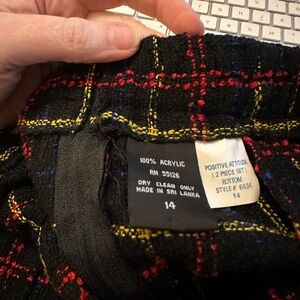 100% ACRYLIC
RN 55126
DRY CLEAN ONLY
MADE IN SRI LANKA
14
POSITIVE ATTITUDE
( 2 PIECE SET )
BOTTOM
STYLE# 6634
14